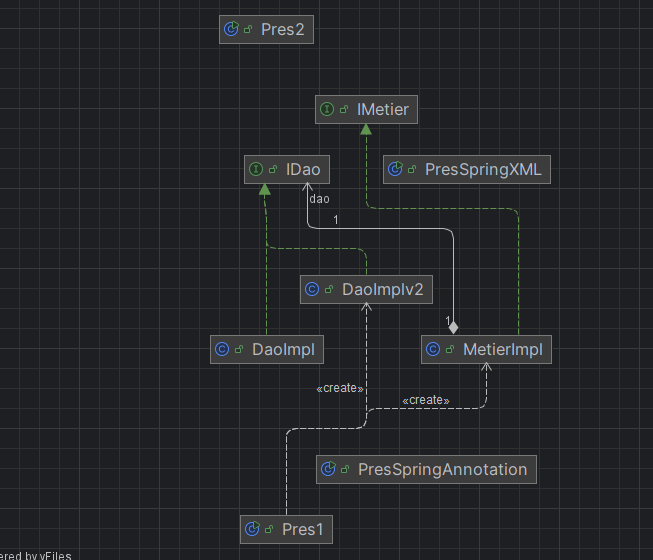 Pres2
IMetier
IDao
PresSpringXML
dao
1
DaoImplv2
1
DaoImpl
MetierImpl
«create»
«create»
PresSpringAnnotation
Pres1
ered by yFiles